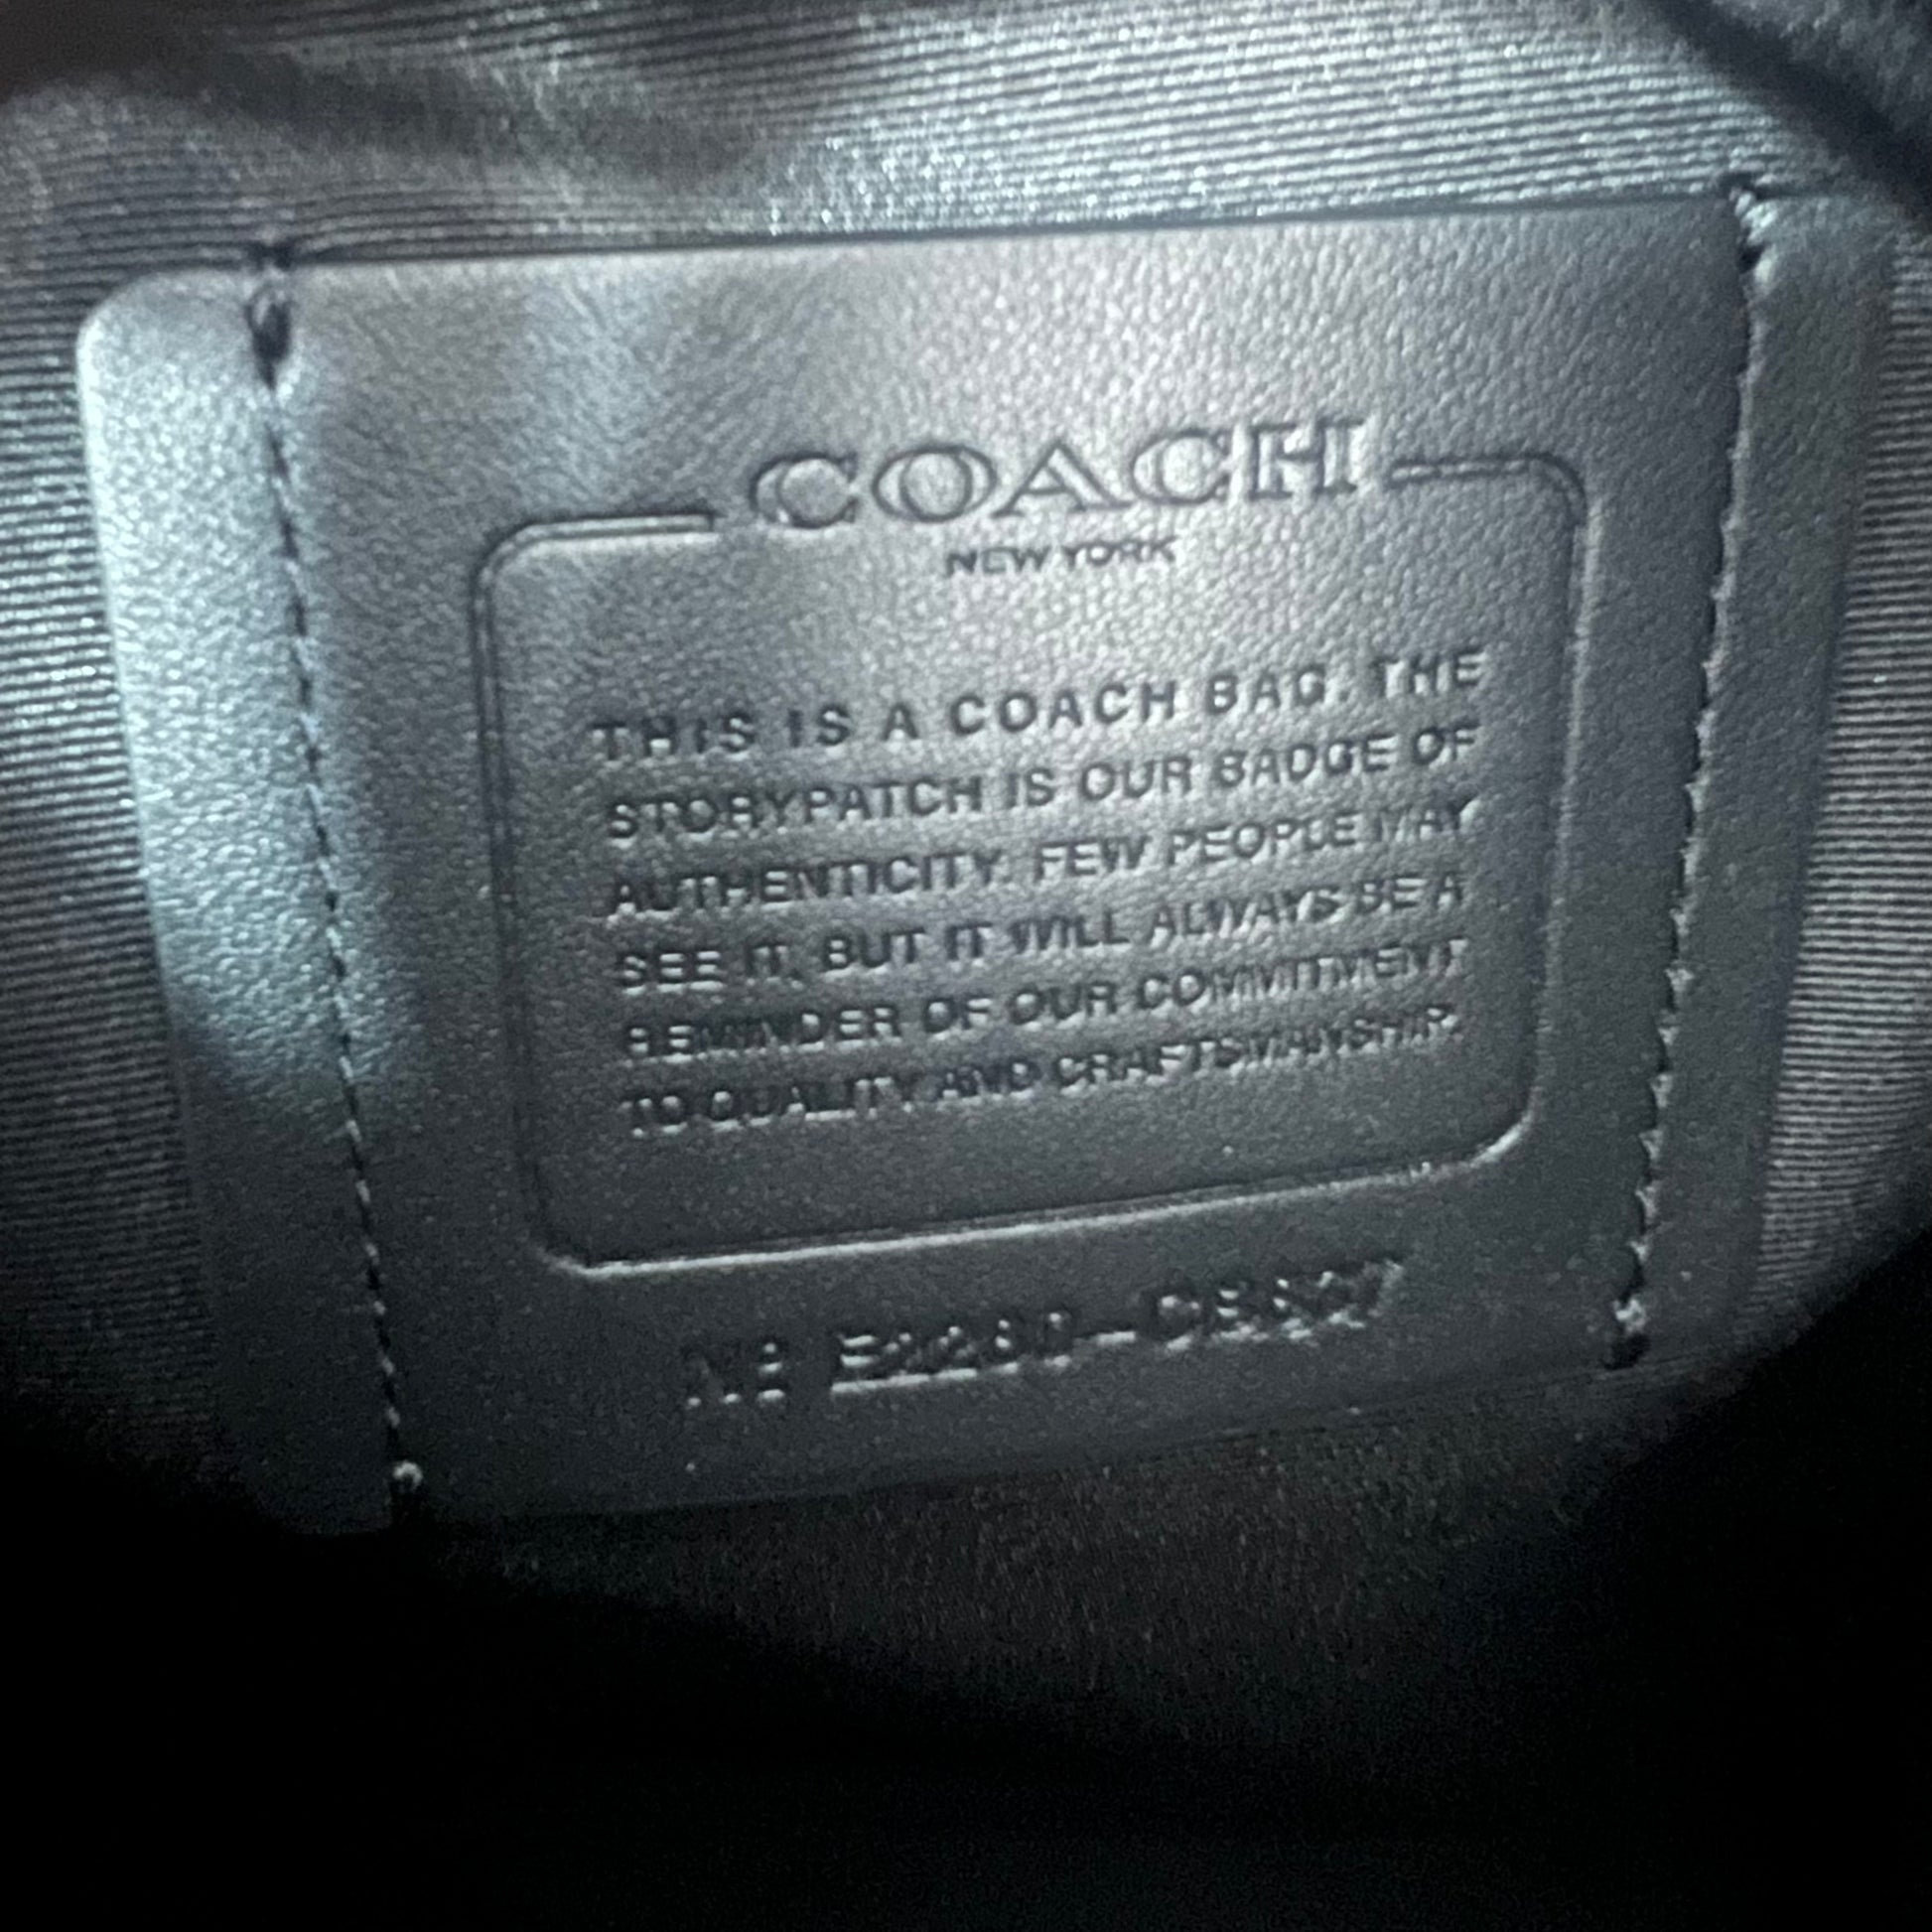 COACH
NEW YORK
THIS IS A COACH BAG. THE
STORYPATCH IS OUR BADGE OF
AUTHENTICITY. FEW PEOPLE MAY
SEE IT, BUT IT WILL ALWAYS BE A
REMINDER OF OUR COMMITMENT
TO QUALITY AND CRAFTSMANSHIP.